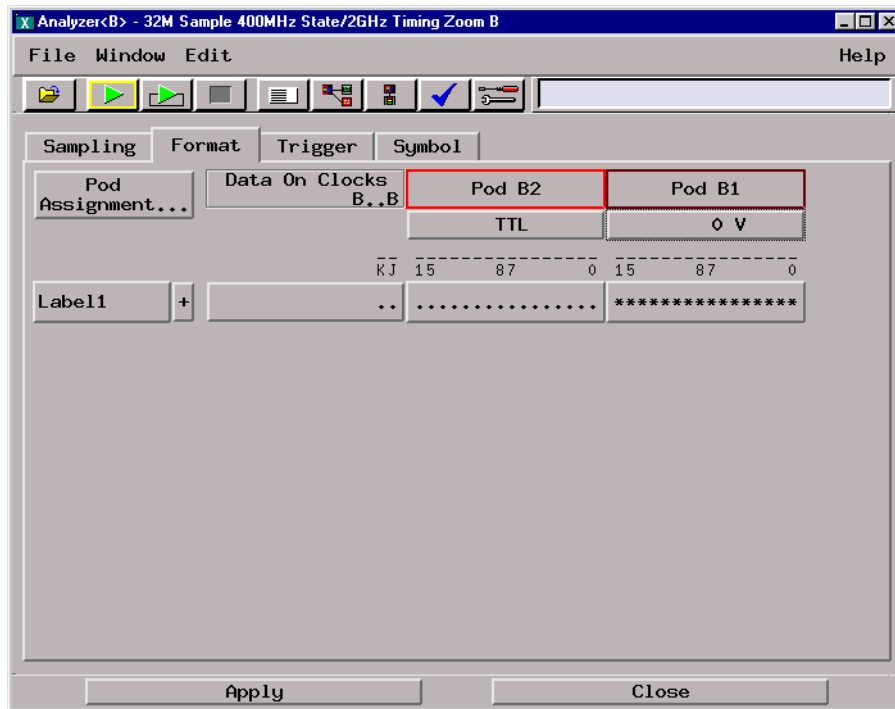 Analyzer<B> - 32M Sample 400MHz State/2GHz Timing Zoom B
File Window Edit Help
Sampling Format Trigger Symbol
Pod Assignment...
Data On Clocks B..B
Pod B2 Pod B1
TTL 0 V
KJ 15 87 0 15 87 0
Label1 + .. ................ ****************
Apply Close